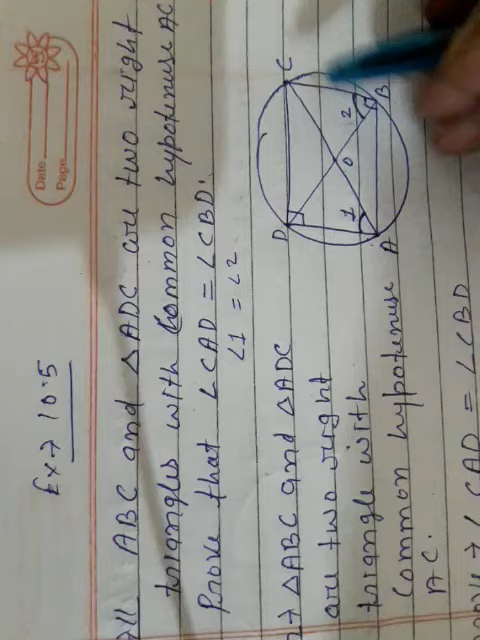 Date
Page
Ex → 10.5
Q11. ABC and △ADC are two right
triangles with Common hypotenuse AC
Prove that ∠CAD = ∠CBD.
∠1 = ∠2
→ △ABC and △ADC
are two right
triangle with
Common hypotenuse
AC.
∠CAD = ∠CBD
C
B
2
O
1
D
A